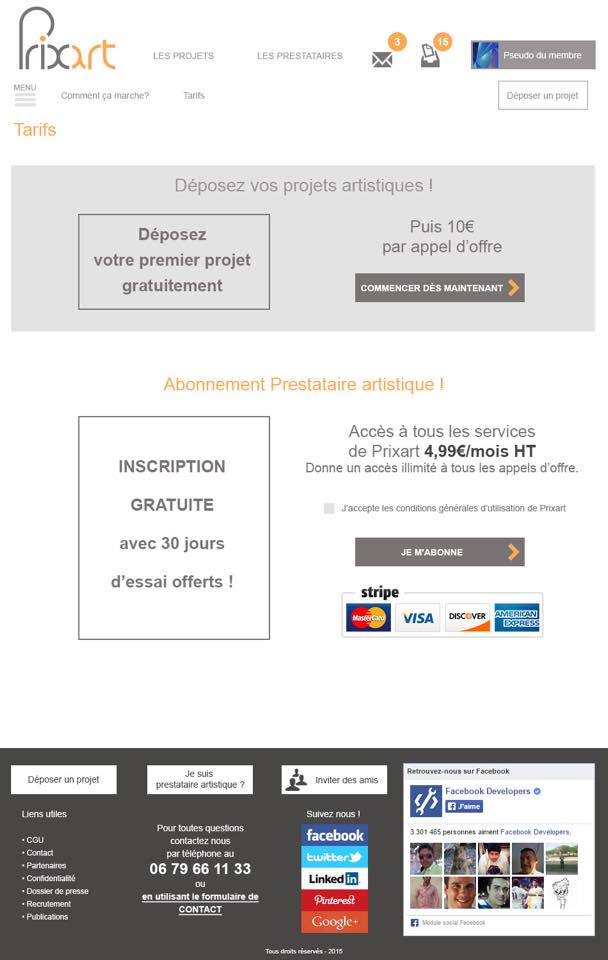 Prixart
LES PROJETS
LES PRESTATAIRES
3
15
Pseudo du membre
MENU
Comment ça marche?
Tarifs
Déposer un projet
Tarifs
Déposez vos projets artistiques !
Déposez
votre premier projet
gratuitement
Puis 10€
par appel d'offre
COMMENCER DÈS MAINTENANT
Abonnement Prestataire artistique !
INSCRIPTION
GRATUITE
avec 30 jours
d'essai offerts !
Accès à tous les services
de Prixart 4,99€/mois HT
Donne un accès illimité à tous les appels d'offre.
J'accepte les conditions générales d'utilisation de Prixart
JE M'ABONNE
stripe
MasterCard
VISA
DISCOVER
AMERICAN
EXPRESS
Déposer un projet
Je suis
prestataire artistique ?
Inviter des amis
Liens utiles
• CGU
• Contact
• Partenaires
• Confidentialité
• Dossier de presse
• Recrutement
• Publications
Pour toutes questions
contactez nous
par téléphone au
06 79 66 11 33
ou
en utilisant le formulaire de
CONTACT
Suivez nous !
facebook
twitter
Linked in
Pinterest
Google+
Retrouvez-nous sur Facebook
Facebook Developers
J'aime
3 301 465 personnes aiment Facebook Developers.
Module social Facebook
Tous droits réservés - 2015